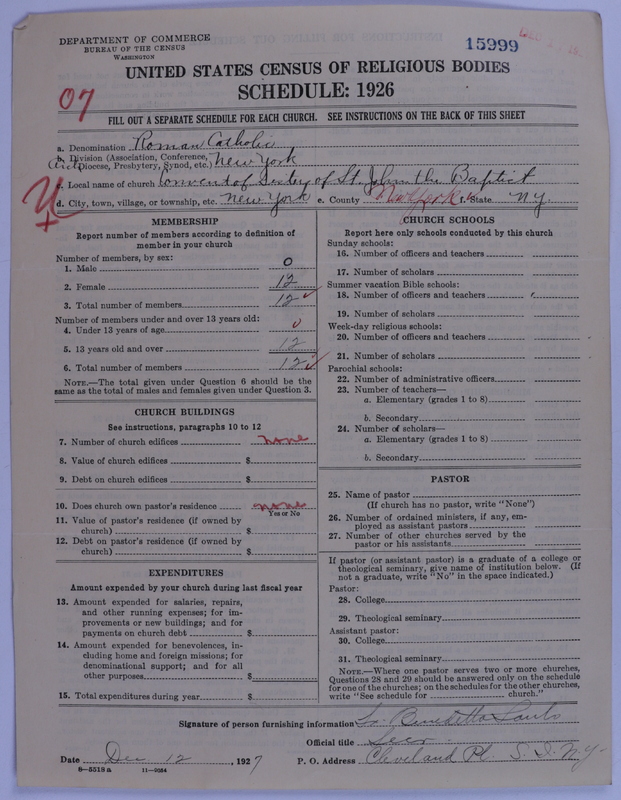 DEPARTMENT OF COMMERCE
BUREAU OF THE CENSUS
WASHINGTON
15999
UNITED STATES CENSUS OF RELIGIOUS BODIES
SCHEDULE: 1926
07
FILL OUT A SEPARATE SCHEDULE FOR EACH CHURCH. SEE INSTRUCTIONS ON THE BACK OF THIS SHEET
a. Denomination Roman Catholic
b. Division (Association, Conference, Arch Diocese, Presbytery, Synod, etc.) New York
c. Local name of church Convent of Sister of St. John the Baptist
d. City, town, village, or township, etc. New York e. County New York f. State N.Y.
MEMBERSHIP
Report number of members according to definition of
member in your church
Number of members, by sex:
1. Male 0
2. Female 12
3. Total number of members 12
Number of members under and over 13 years old:
4. Under 13 years of age 0
5. 13 years old and over 12
6. Total number of members 12
NOTE.—The total given under Question 6 should be the
same as the total of males and females given under Question 3.
CHURCH BUILDINGS
See instructions, paragraphs 10 to 12
7. Number of church edifices none
8. Value of church edifices $
9. Debt on church edifices $
10. Does church own pastor's residence none
Yes or No
11. Value of pastor's residence (if owned by
church) $
12. Debt on pastor's residence (if owned by
church) $
EXPENDITURES
Amount expended by your church during last fiscal year
13. Amount expended for salaries, repairs,
and other running expenses; for im-
provements or new buildings; and for
payments on church debt $
14. Amount expended for benevolences, in-
cluding home and foreign missions; for
denominational support; and for all
other purposes $
15. Total expenditures during year $
CHURCH SCHOOLS
Report here only schools conducted by this church
Sunday schools:
16. Number of officers and teachers
17. Number of scholars
Summer vacation Bible schools:
18. Number of officers and teachers
19. Number of scholars
Week-day religious schools:
20. Number of officers and teachers
21. Number of scholars
Parochial schools:
22. Number of administrative officers
23. Number of teachers—
a. Elementary (grades 1 to 8)
b. Secondary
24. Number of scholars—
a. Elementary (grades 1 to 8)
b. Secondary
PASTOR
25. Name of pastor
(If church has no pastor, write "None")
26. Number of ordained ministers, if any, em-
ployed as assistant pastors
27. Number of other churches served by the
pastor or his assistants
If pastor (or assistant pastor) is a graduate of a college or
theological seminary, give name of institution below. (If
not a graduate, write "No" in the space indicated.)
Pastor:
28. College
29. Theological seminary
Assistant pastor:
30. College
31. Theological seminary
NOTE.—Where one pastor serves two or more churches,
Questions 28 and 29 should be answered only on the schedule
for one of the churches; on the schedules for the other churches,
write "See schedule for church."
Signature of person furnishing information Benedetta
Official title
Date Dec 12, 1927 P. O. Address Cleveland Pl. S. I. N.Y.
8—5518 a 11—9054